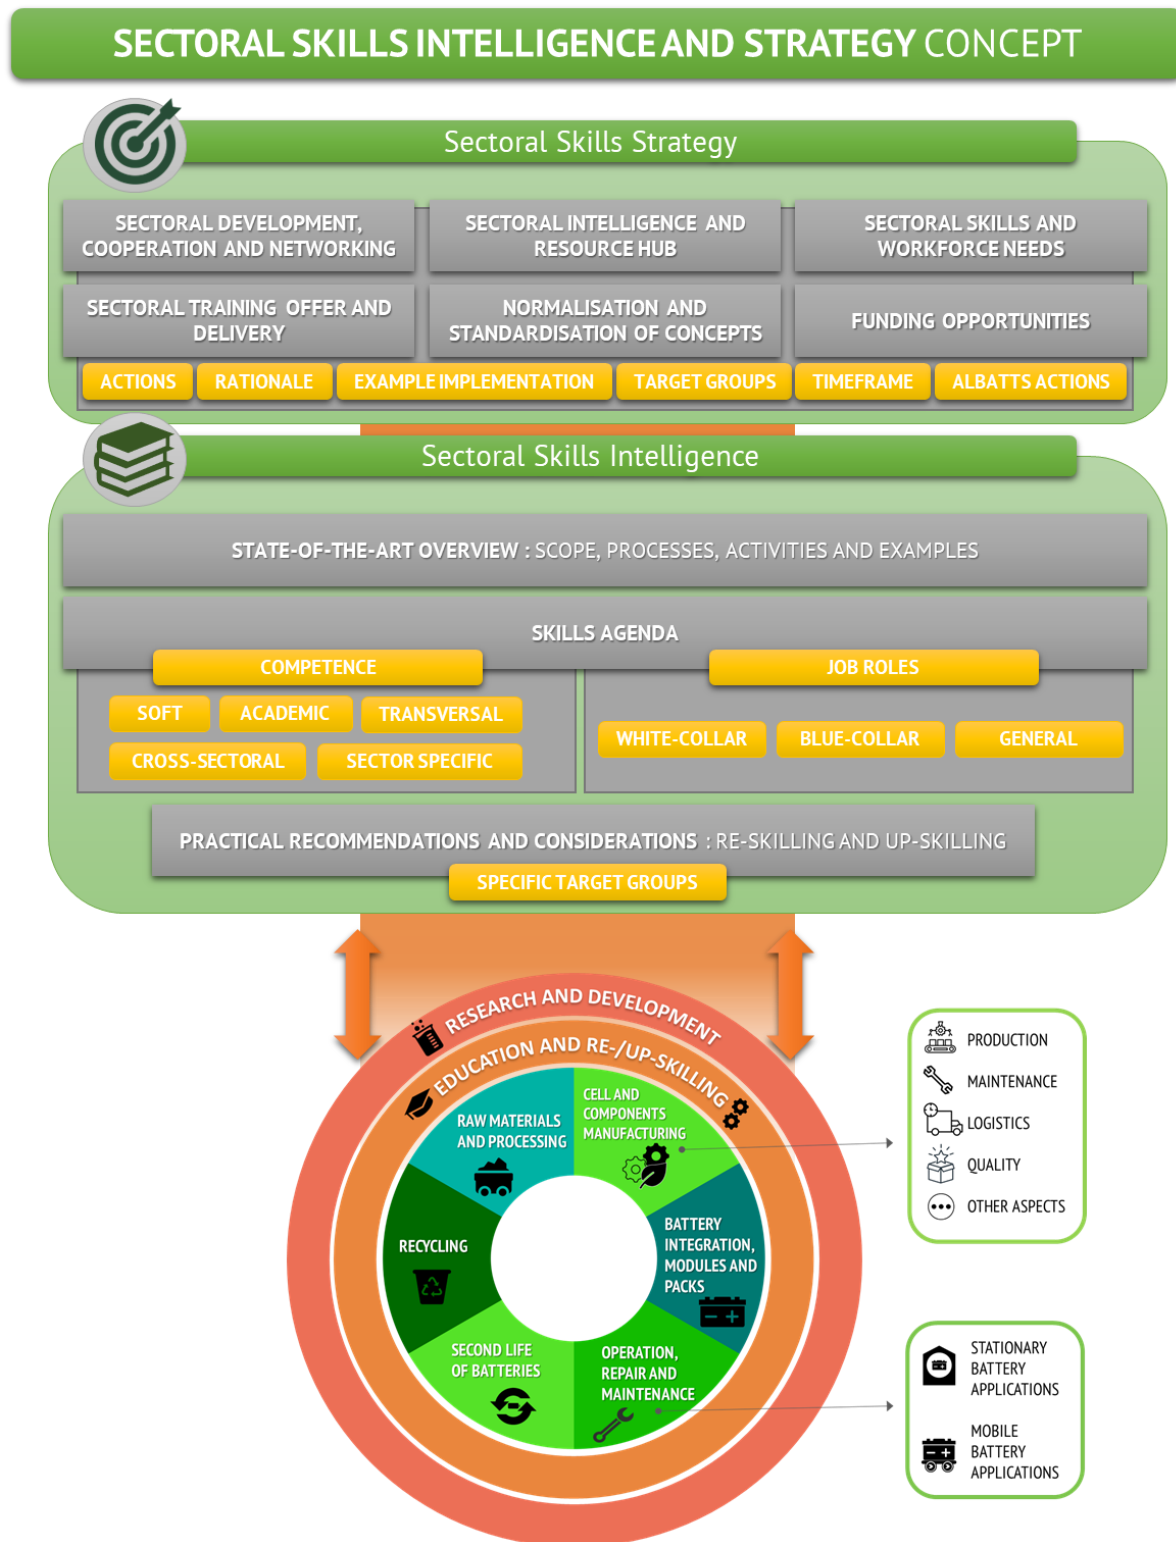 SECTORAL SKILLS INTELLIGENCE AND STRATEGY CONCEPT
Sectoral Skills Strategy
SECTORAL DEVELOPMENT,
COOPERATION AND NETWORKING
SECTORAL INTELLIGENCE AND
RESOURCE HUB
SECTORAL SKILLS AND
WORKFORCE NEEDS
SECTORAL TRAINING OFFER AND
DELIVERY
NORMALISATION AND
STANDARDISATION OF CONCEPTS
FUNDING OPPORTUNITIES
ACTIONS
RATIONALE
EXAMPLE IMPLEMENTATION
TARGET GROUPS
TIMEFRAME
ALBATTS ACTIONS
Sectoral Skills Intelligence
STATE-OF-THE-ART OVERVIEW : SCOPE, PROCESSES, ACTIVITIES AND EXAMPLES
SKILLS AGENDA
COMPETENCE
SOFT
ACADEMIC
TRANSVERSAL
CROSS-SECTORAL
SECTOR SPECIFIC
JOB ROLES
WHITE-COLLAR
BLUE-COLLAR
GENERAL
PRACTICAL RECOMMENDATIONS AND CONSIDERATIONS : RE-SKILLING AND UP-SKILLING
SPECIFIC TARGET GROUPS
RESEARCH AND DEVELOPMENT
EDUCATION AND RE-/UP-SKILLING
RAW MATERIALS
AND PROCESSING
CELL AND
COMPONENTS
MANUFACTURING
BATTERY
INTEGRATION,
MODULES AND
PACKS
OPERATION,
REPAIR AND
MAINTENANCE
SECOND LIFE
OF BATTERIES
RECYCLING
PRODUCTION
MAINTENANCE
LOGISTICS
QUALITY
OTHER ASPECTS
STATIONARY
BATTERY
APPLICATIONS
MOBILE
BATTERY
APPLICATIONS